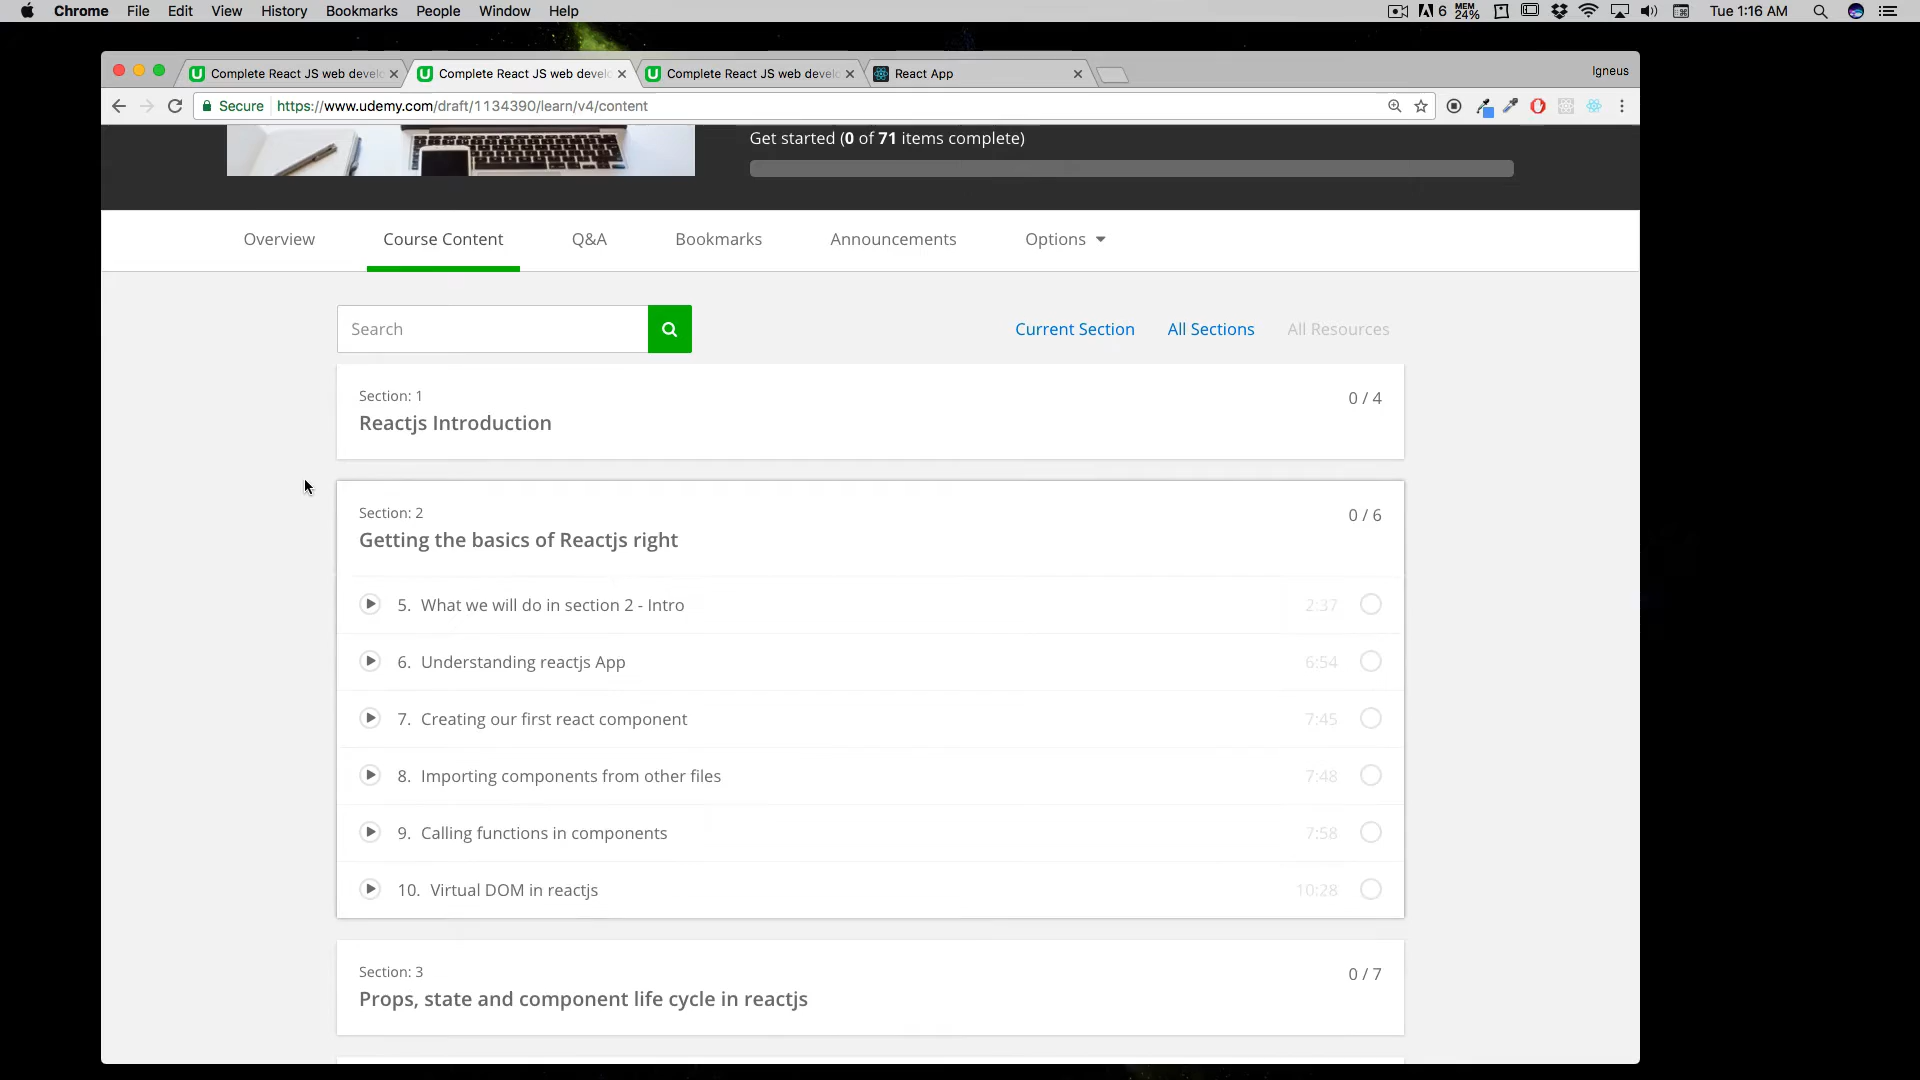 Chrome File Edit View History Bookmarks People Window Help 6 MEM 24% Tue 1:16 AM
Complete React JS web develo Complete React JS web develo Complete React JS web develo React App Igneus
Secure https://www.udemy.com/draft/1134390/learn/v4/content
Get started (0 of 71 items complete)
Overview Course Content Q&A Bookmarks Announcements Options
Search Current Section All Sections All Resources
Section: 1 0 / 4
Reactjs Introduction
Section: 2 0 / 6
Getting the basics of Reactjs right
5. What we will do in section 2 - Intro 2:37
6. Understanding reactjs App 6:54
7. Creating our first react component 7:45
8. Importing components from other files 7:48
9. Calling functions in components 7:58
10. Virtual DOM in reactjs 10:28
Section: 3 0 / 7
Props, state and component life cycle in reactjs